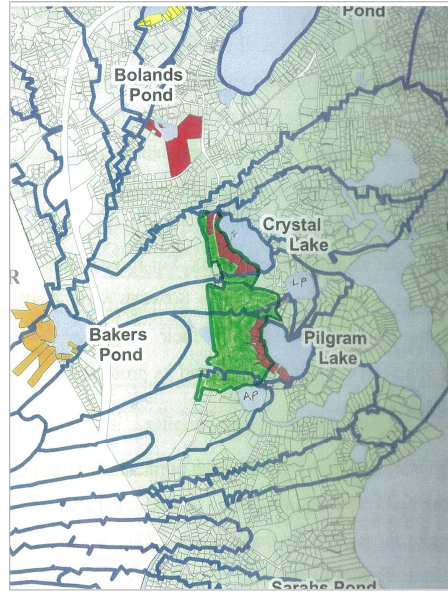 Pond
Bolands
Pond
Crystal
Lake
LP
R
Bakers
Pond
Pilgram
Lake
AP
Sarahs Pond